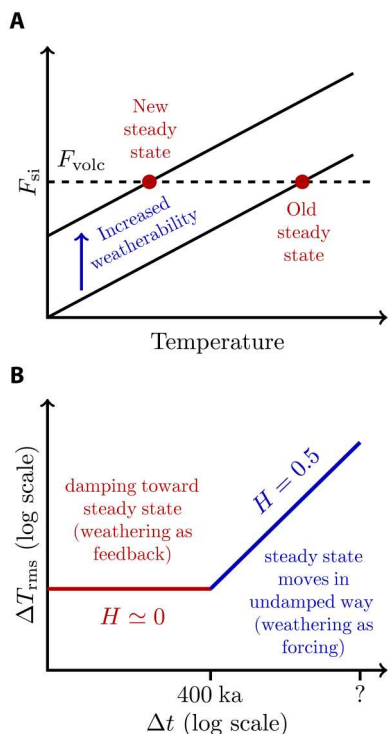 A
New
steady
state
F_volc
F_si
Increased
weatherability
Old
steady
state
Temperature
B
ΔT_rms (log scale)
damping toward
steady state
(weathering as
feedback)
H ≃ 0
H = 0.5
steady state
moves in
undamped way
(weathering as
forcing)
400 ka
?
Δt (log scale)